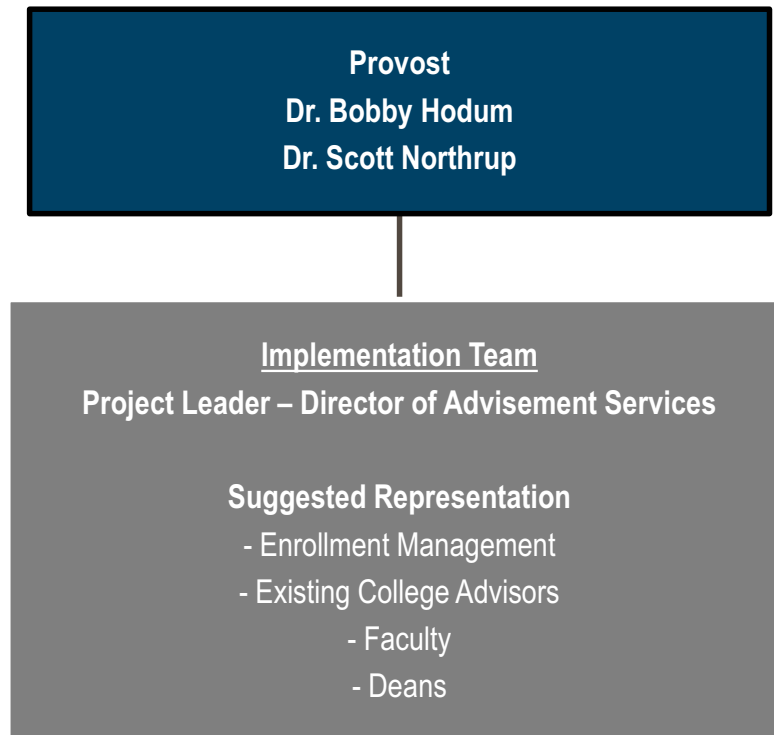 Provost
Dr. Bobby Hodum
Dr. Scott Northrup
Implementation Team
Project Leader – Director of Advisement Services
Suggested Representation
- Enrollment Management
- Existing College Advisors
- Faculty
- Deans